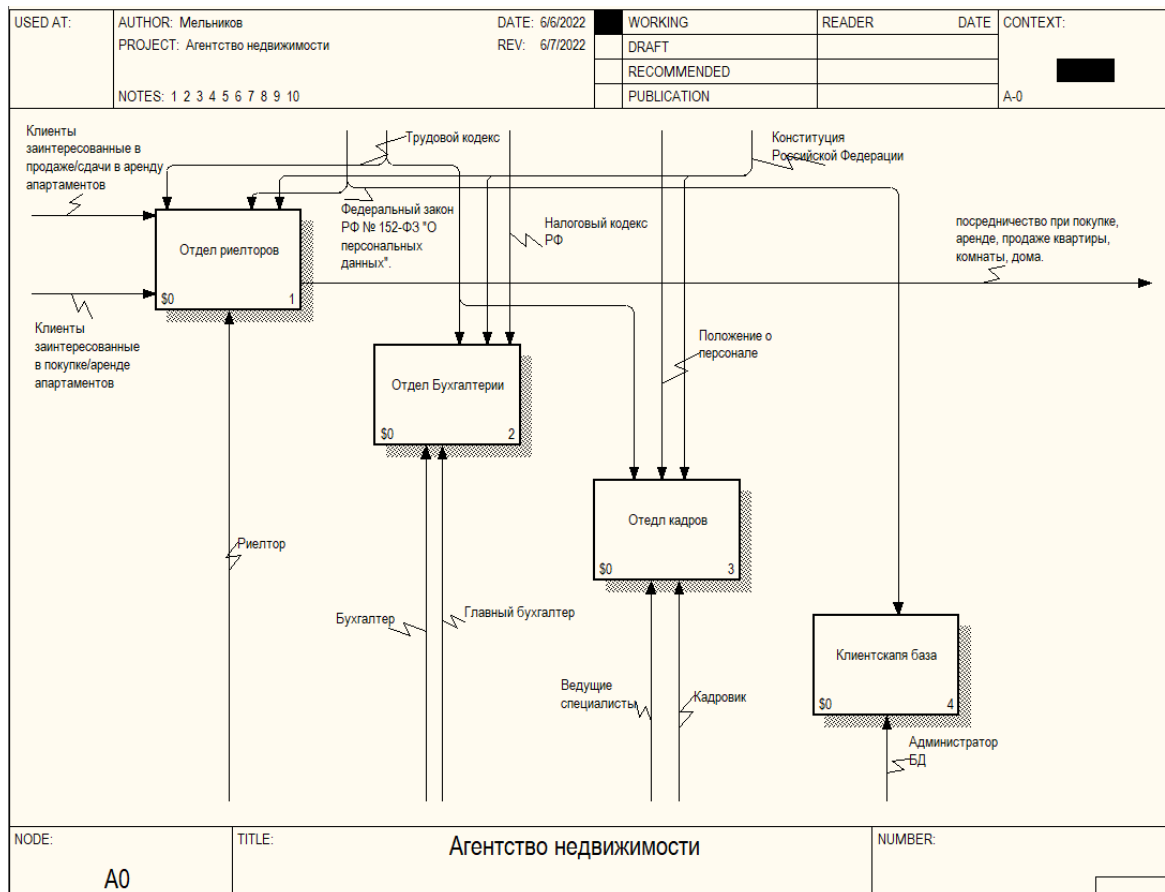 USED AT:
AUTHOR: Мельников
DATE: 6/6/2022
PROJECT: Агентство недвижимости
REV: 6/7/2022
NOTES: 1 2 3 4 5 6 7 8 9 10
WORKING
DRAFT
RECOMMENDED
PUBLICATION
READER
DATE
CONTEXT:
A-0
Клиенты
заинтересованные в
продаже/сдачи в аренду
апартаментов
Трудовой кодекс
Конституция
Российской Федерации
Федеральный закон
РФ № 152-ФЗ "О
персональных
данных".
Налоговый кодекс
РФ
посредничество при покупке,
аренде, продаже квартиры,
комнаты, дома.
Отдел риелторов
$0
1
Клиенты
заинтересованные
в покупке/аренде
апартаментов
Положение о
персонале
Отдел Бухгалтерии
$0
2
Отедл кадров
$0
3
Риелтор
Бухгалтер
Главный бухгалтер
Клиентскапя база
$0
4
Ведущие
специалисты
Кадровик
Администратор
БД
NODE:
A0
TITLE:
Агентство недвижимости
NUMBER: